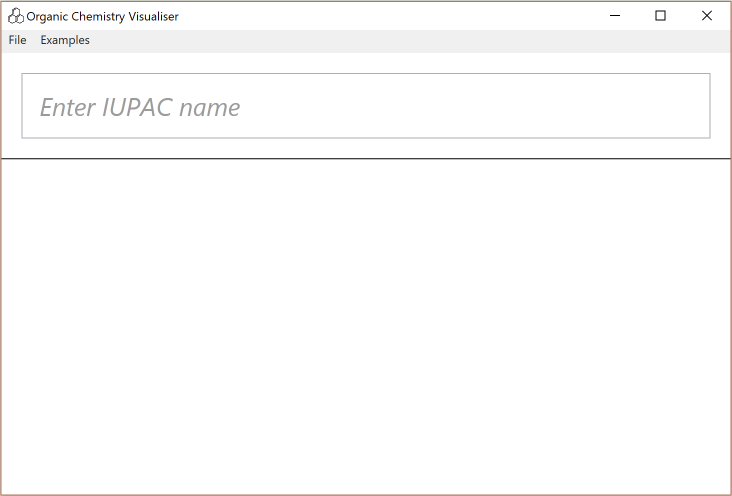 Organic Chemistry Visualiser
File Examples
Enter IUPAC name